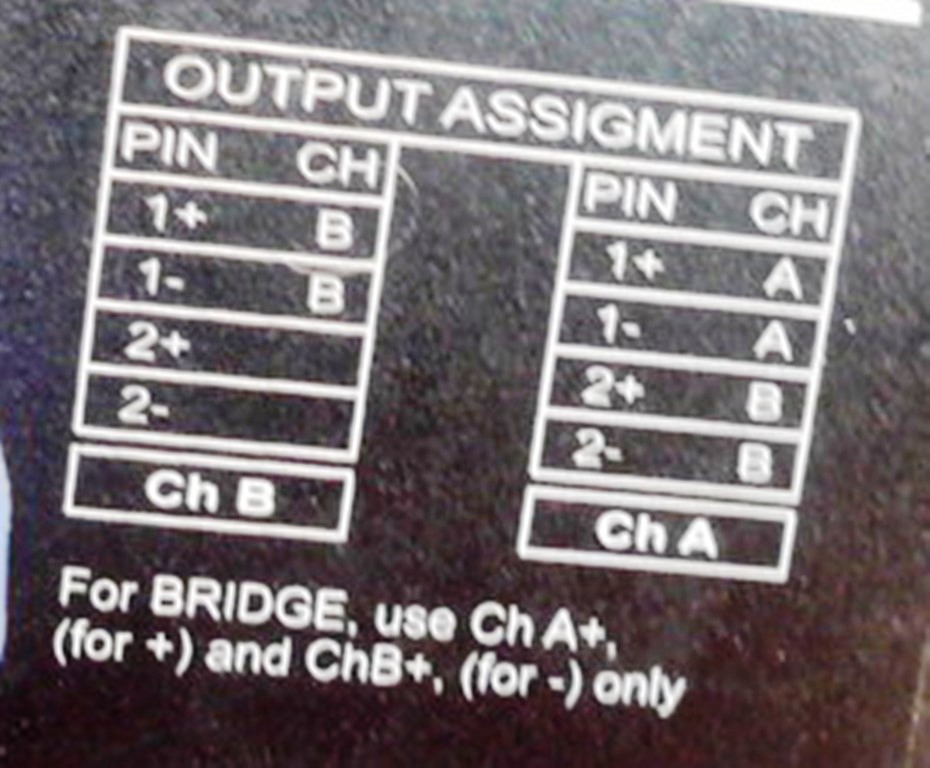 OUTPUT ASSIGMENT
PIN CH
1+ B
1- B
2+
2-
Ch B
PIN CH
1+ A
1- A
2+ B
2- B
Ch A
For BRIDGE, use Ch A+,
(for +) and ChB+, (for -) only